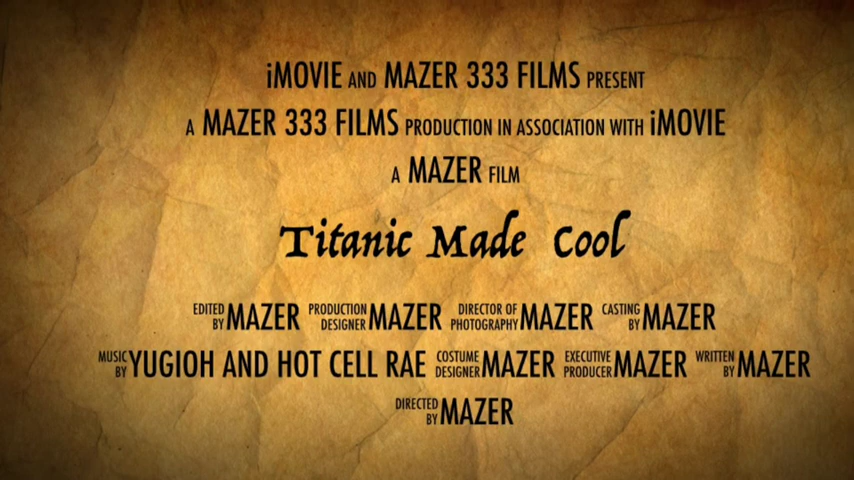 iMOVIE AND MAZER 333 FILMS PRESENT
A MAZER 333 FILMS PRODUCTION IN ASSOCIATION WITH iMOVIE
A MAZER FILM
Titanic Made Cool
EDITED BY MAZER PRODUCTION DESIGNER MAZER DIRECTOR OF PHOTOGRAPHY MAZER CASTING BY MAZER
MUSIC BY YUGIOH AND HOT CELL RAE COSTUME DESIGNER MAZER EXECUTIVE PRODUCER MAZER WRITTEN BY MAZER
DIRECTED BY MAZER